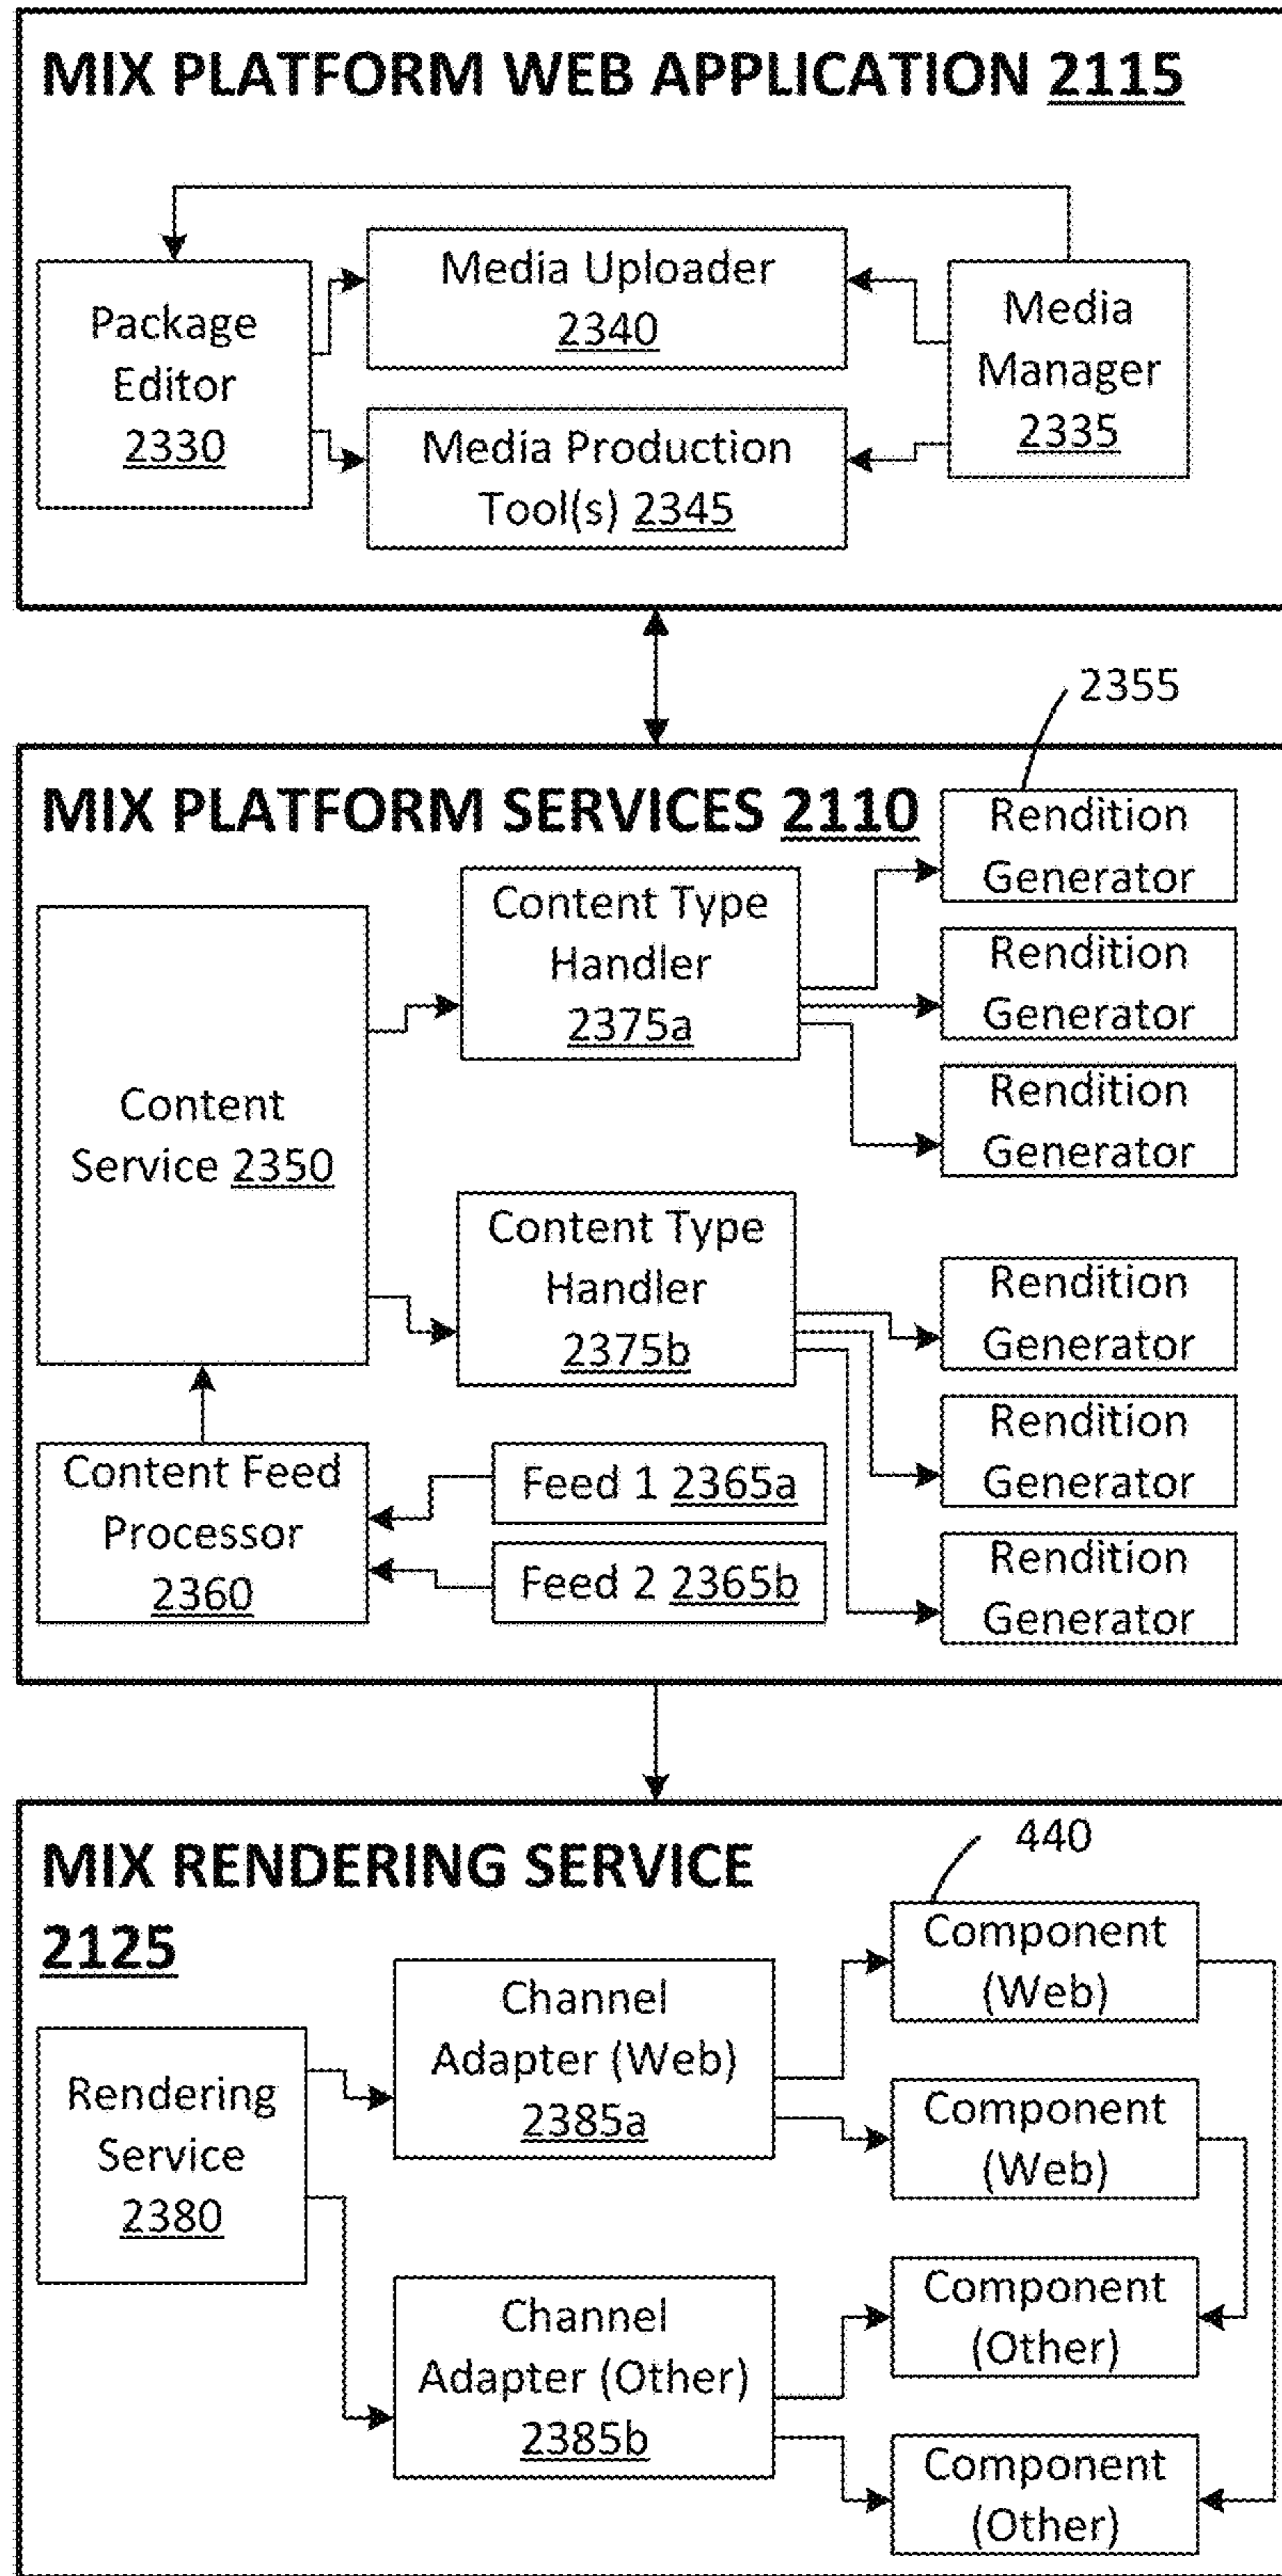 MIX PLATFORM WEB APPLICATION 2115
Package
Editor
2330
Media Uploader
2340
Media Production
Tool(s) 2345
Media
Manager
2335
2355
MIX PLATFORM SERVICES 2110
Content
Service 2350
Content Type
Handler
2375a
Rendition
Generator
Rendition
Generator
Rendition
Generator
Content Type
Handler
2375b
Rendition
Generator
Rendition
Generator
Rendition
Generator
Content Feed
Processor
2360
Feed 1 2365a
Feed 2 2365b
MIX RENDERING SERVICE
2125
440
Rendering
Service
2380
Channel
Adapter (Web)
2385a
Component
(Web)
Component
(Web)
Channel
Adapter (Other)
2385b
Component
(Other)
Component
(Other)